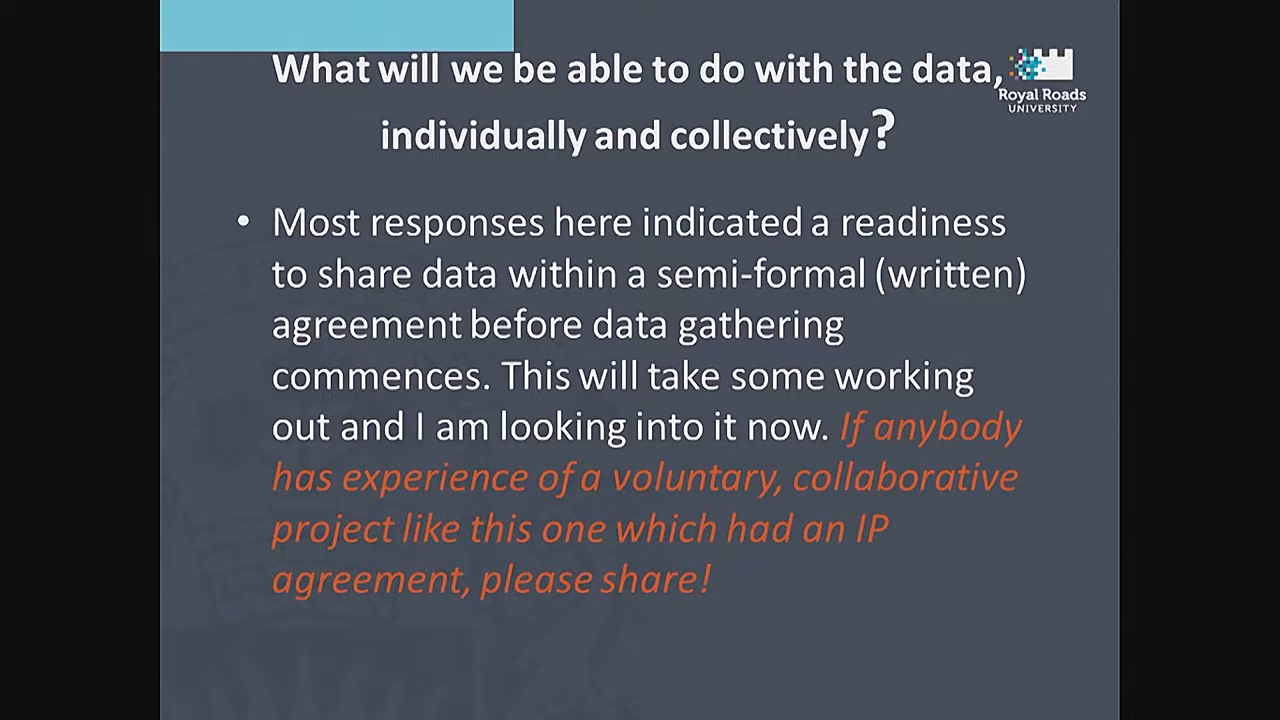 What will we be able to do with the data,
individually and collectively?
Royal Roads
UNIVERSITY
• Most responses here indicated a readiness
to share data within a semi-formal (written)
agreement before data gathering
commences. This will take some working
out and I am looking into it now. If anybody
has experience of a voluntary, collaborative
project like this one which had an IP
agreement, please share!